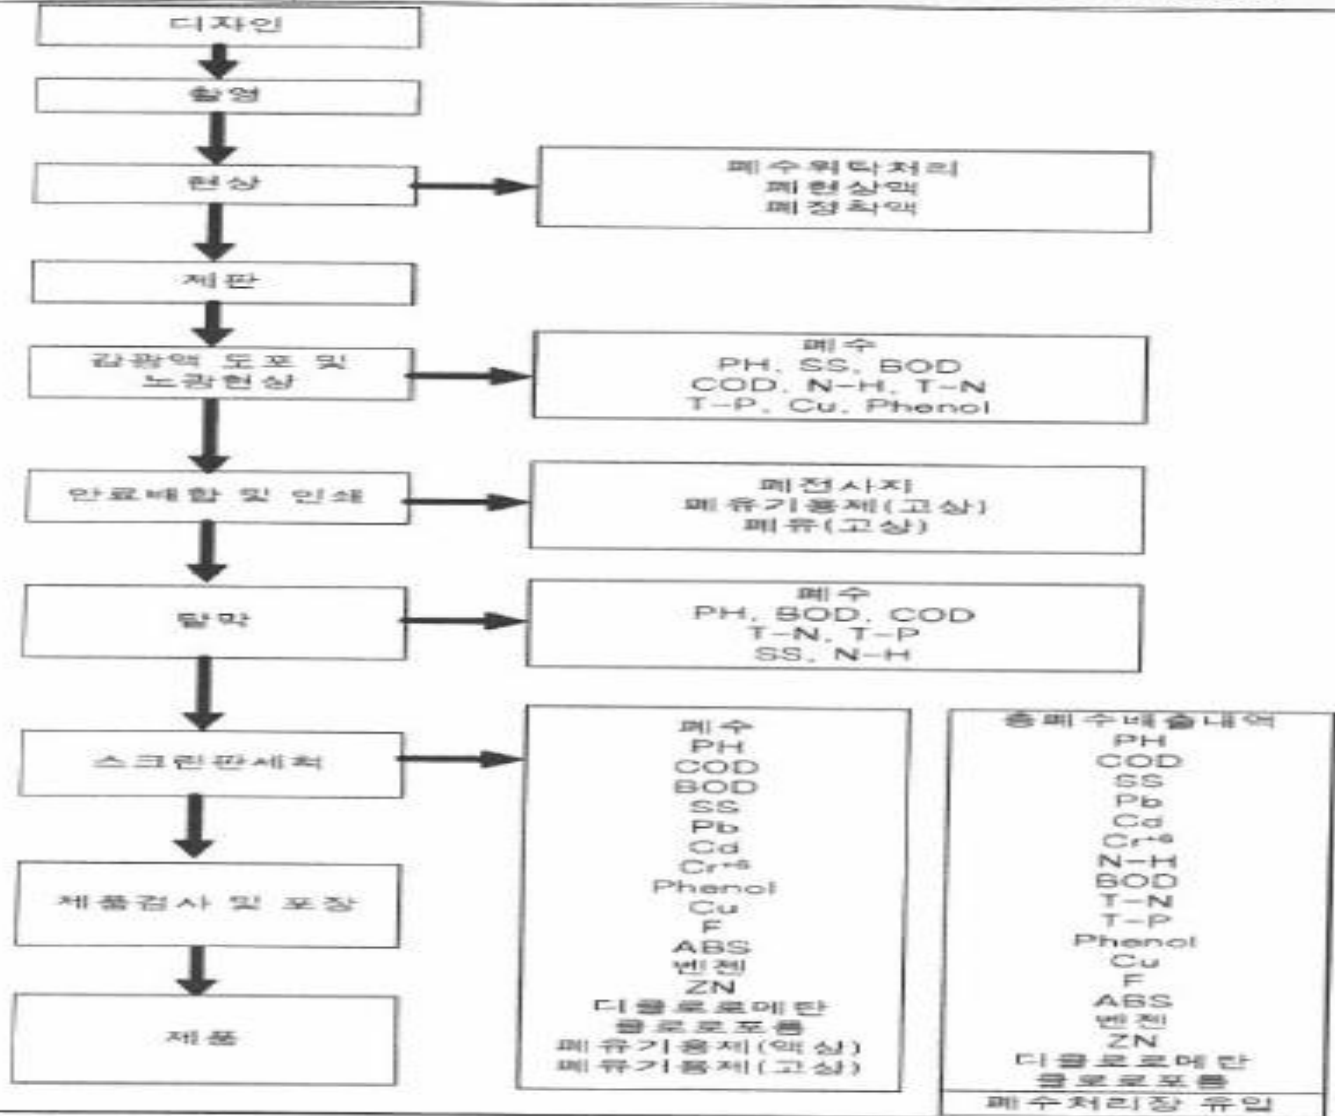 디자인
촬영
현상
폐수위탁처리
폐현상액
폐정착액
제판
감광액 도포 및
노광현상
폐수
PH, SS, BOD
COD, N-H, T-N
T-P, Cu, Phenol
안료배합 및 인쇄
폐전사지
폐유기용제(고상)
폐유(고상)
탈막
폐수
PH, BOD, COD
T-N, T-P
SS, N-H
스크린판세척
폐수
PH
COD
BOD
SS
Pb
Cd
Cr+6
Phenol
Cu
F
ABS
벤젠
ZN
디클로로메탄
클로로포름
폐유기용제(액상)
폐유기용제(고상)
총폐수배출내역
PH
COD
SS
Pb
Cd
Cr+6
N-H
BOD
T-N
T-P
Phenol
Cu
F
ABS
벤젠
ZN
디클로로메탄
클로로포름
폐수처리장 유입
제품검사 및 포장
제품